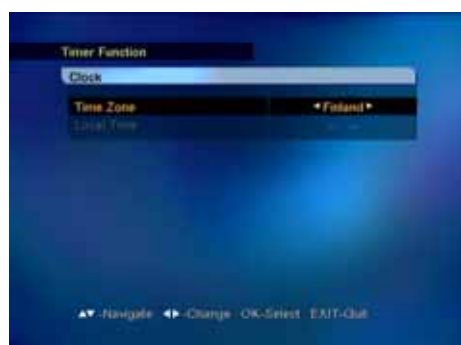 Timer Function
Clock
Time Zone ◀Finland▶
Local Time
▲▼-Navigate ◀▶-Change OK-Select EXIT-Quit